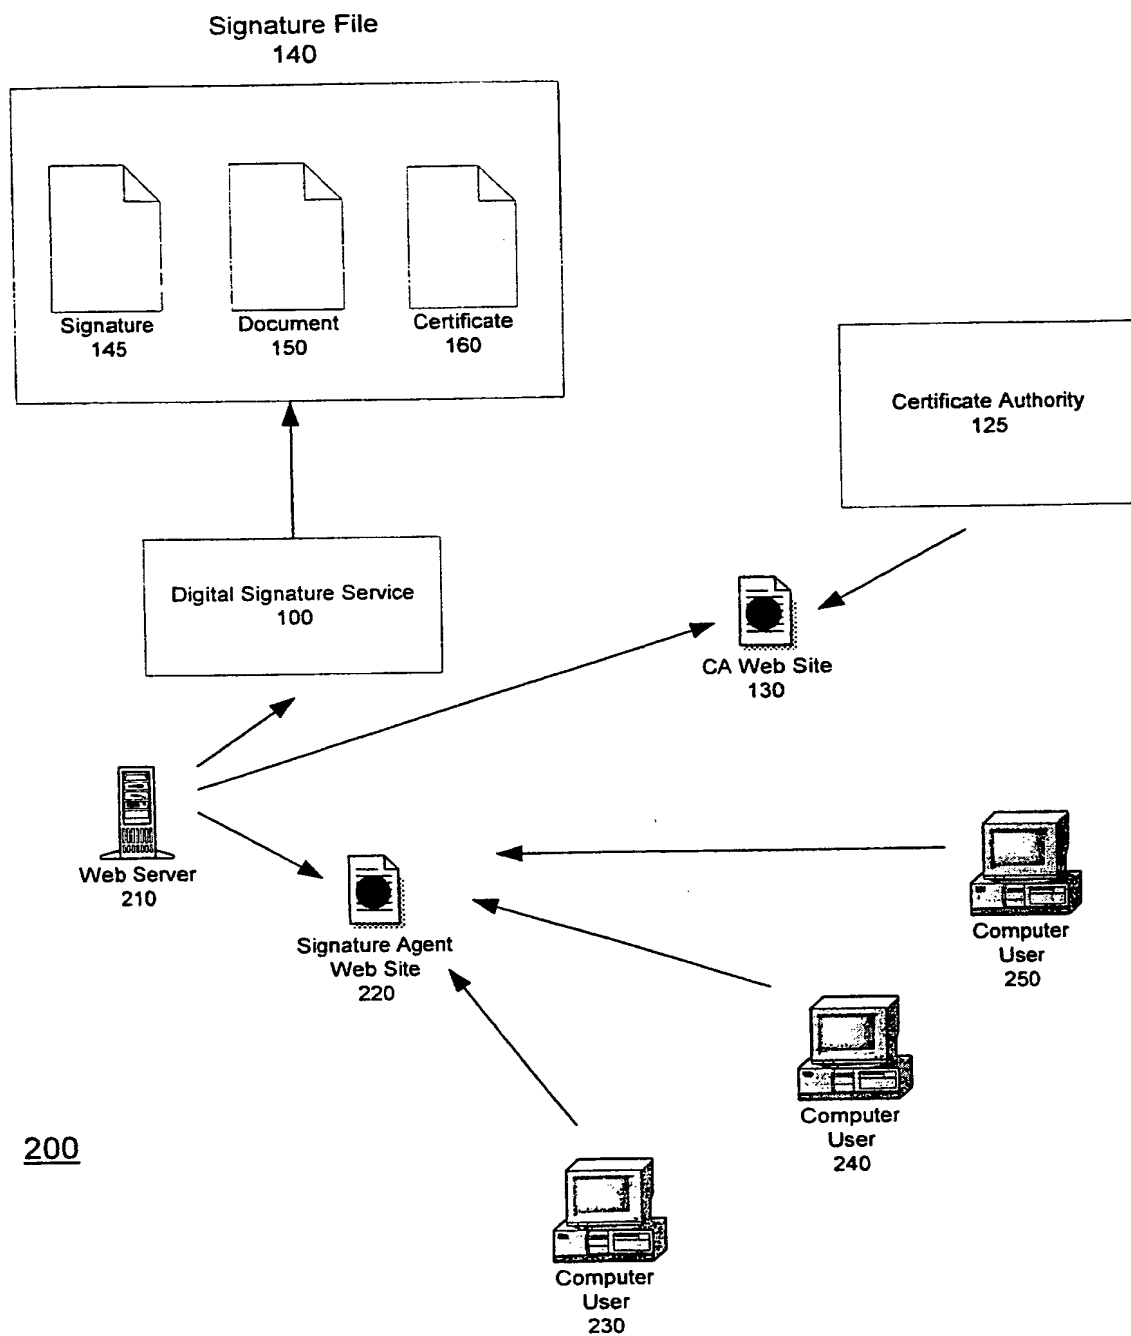 Signature File
140
Signature
145
Document
150
Certificate
160
Certificate Authority
125
Digital Signature Service
100
CA Web Site
130
Web Server
210
Signature Agent
Web Site
220
Computer
User
250
Computer
User
240
200
Computer
User
230